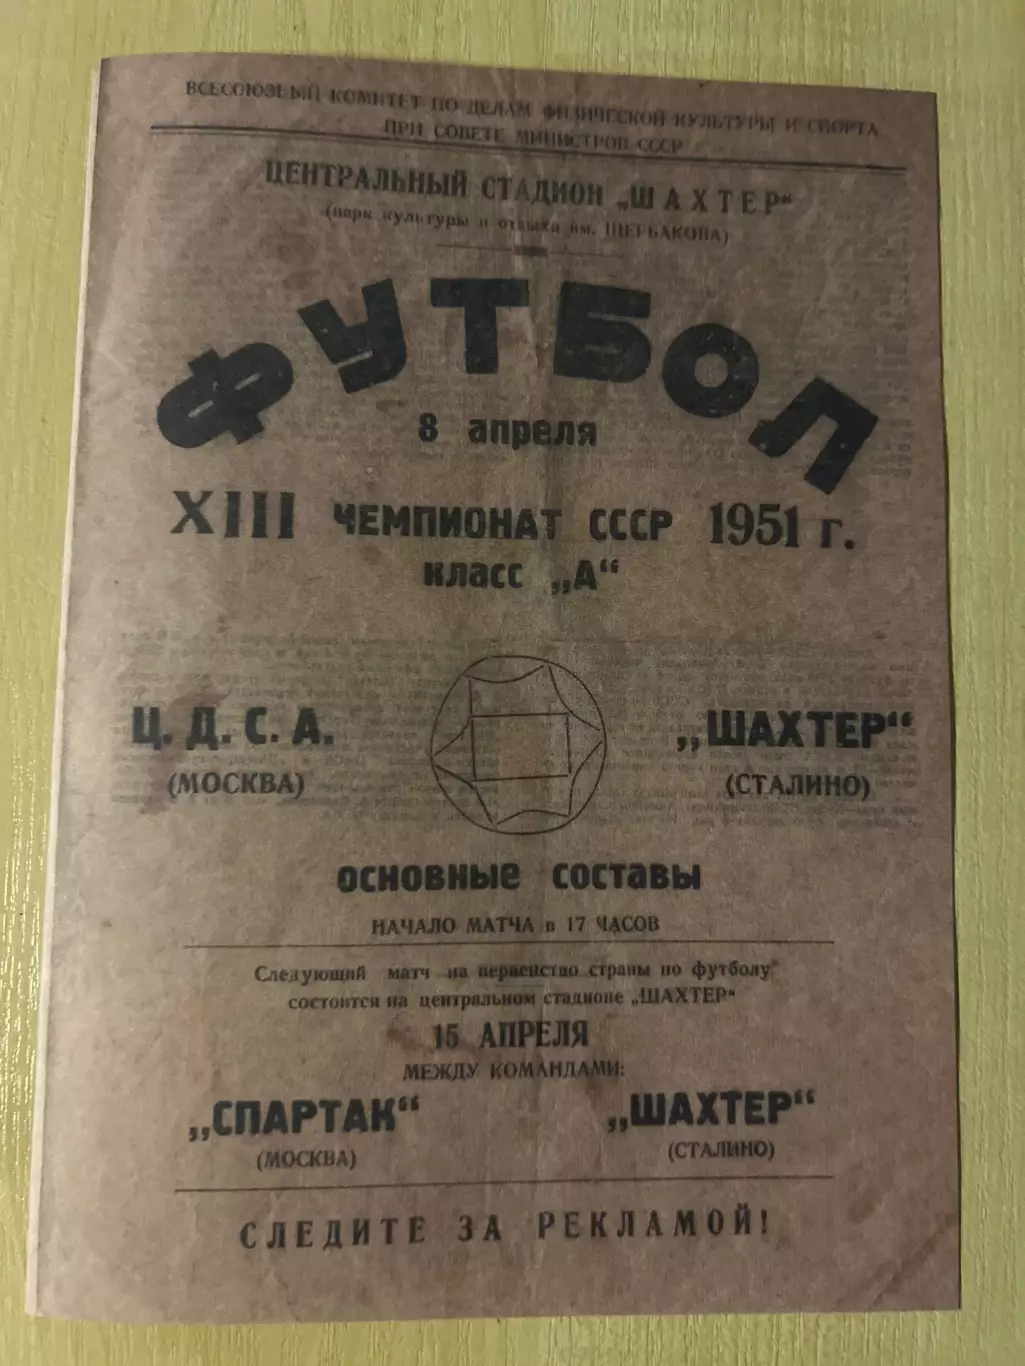 ВСЕСОЮЗНЫЙ КОМИТЕТ ПО ДЕЛАМ ФИЗИЧЕСКОЙ КУЛЬТУРЫ И СПОРТА
ПРИ СОВЕТЕ МИНИСТРОВ СССР
ЦЕНТРАЛЬНЫЙ СТАДИОН „ШАХТЕР“
(парк культуры и отдыха им. ЩЕРБАКОВА)
ФУТБОЛ
8 апреля
XIII ЧЕМПИОНАТ СССР 1951 г.
класс „А“
Ц. Д. С. А. „ШАХТЕР“
(МОСКВА) (СТАЛИНО)
основные составы
НАЧАЛО МАТЧА в 17 ЧАСОВ
Следующий матч на первенство страны по футболу
состоится на центральном стадионе „ШАХТЕР“
15 АПРЕЛЯ
МЕЖДУ КОМАНДАМИ:
„СПАРТАК“ „ШАХТЕР“
(МОСКВА) (СТАЛИНО)
СЛЕДИТЕ ЗА РЕКЛАМОЙ!